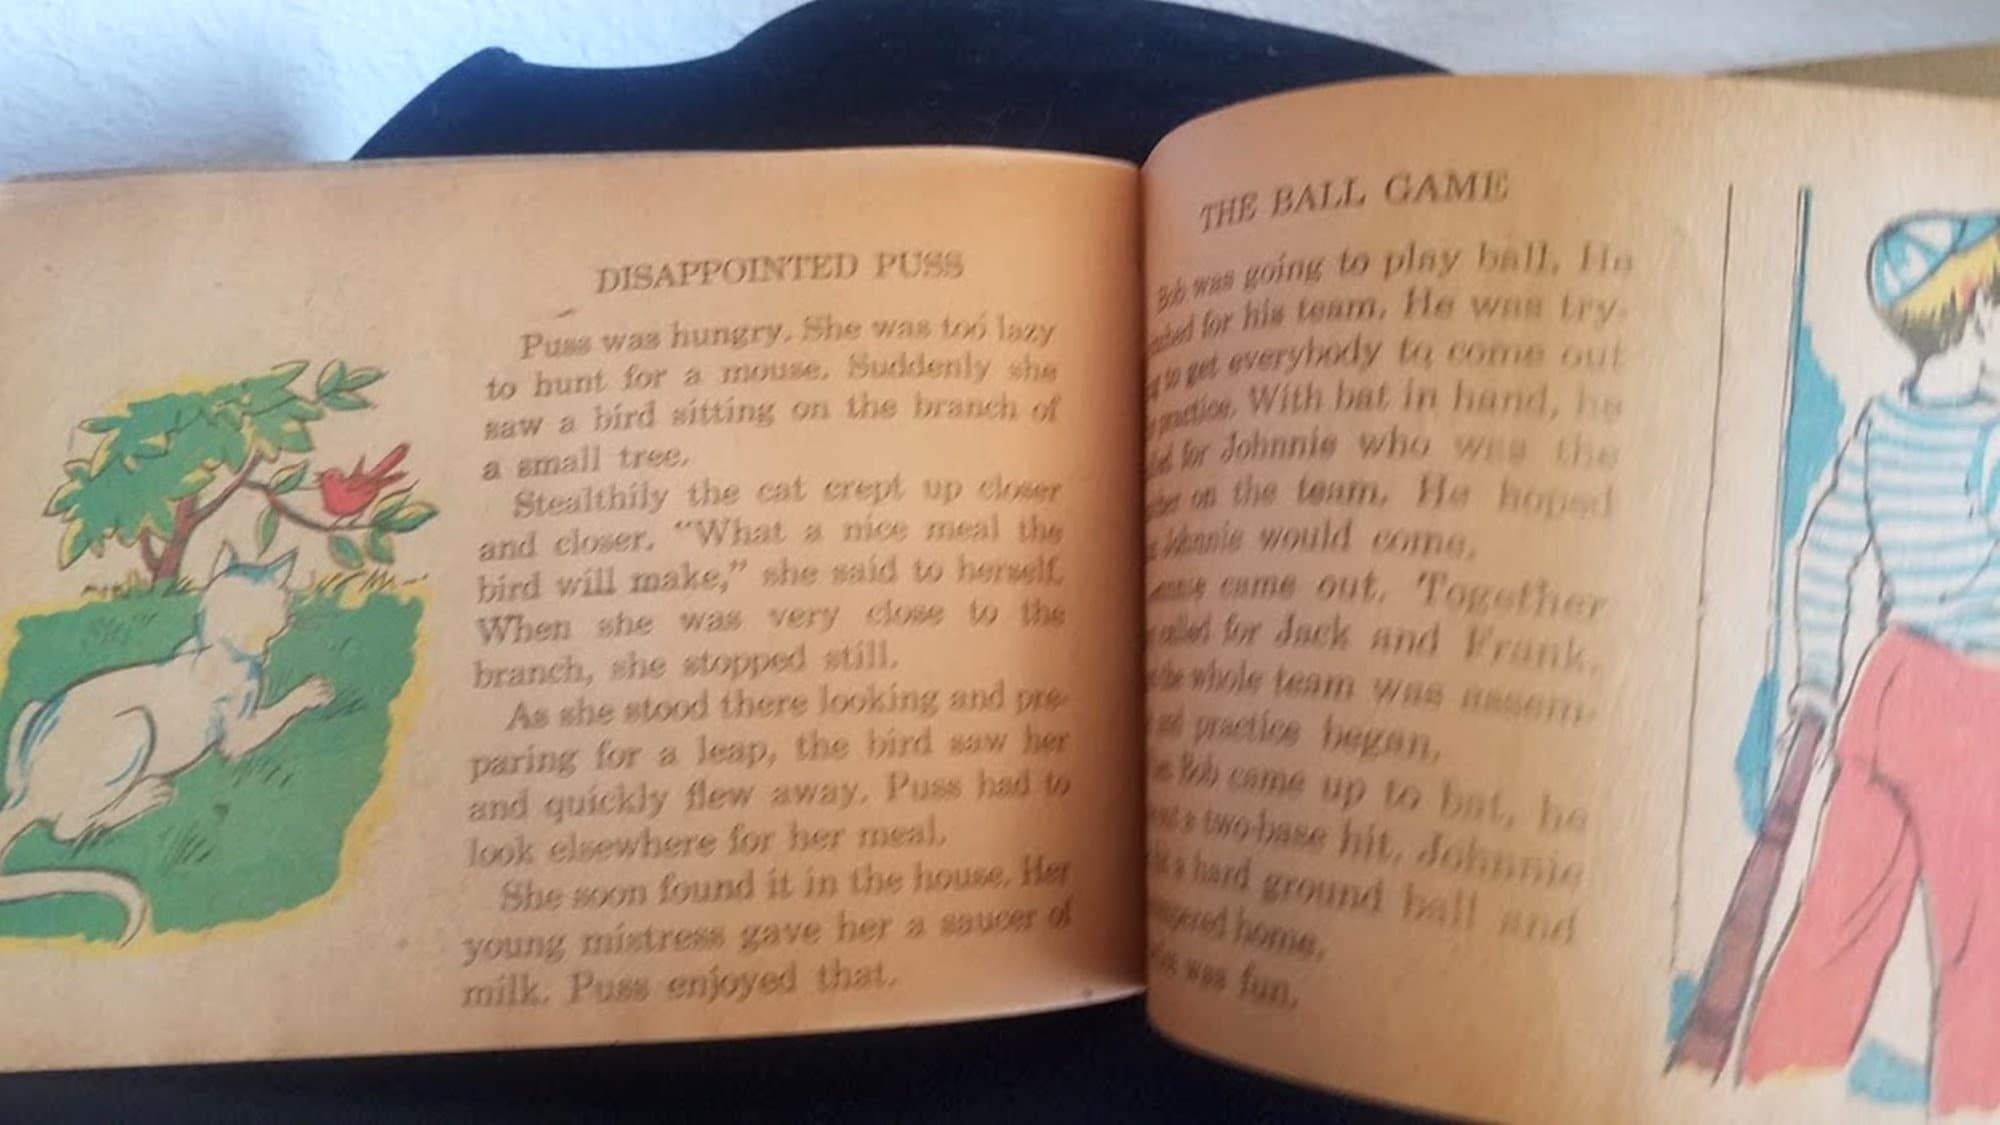 DISAPPOINTED PUSS
Puss was hungry. She was too lazy
to hunt for a mouse. Suddenly she
saw a bird sitting on the branch of
a small tree.
Stealthily the cat crept up closer
and closer. "What a nice meal the
bird will make," she said to herself.
When she was very close to the
branch, she stopped still.
As she stood there looking and pre-
paring for a leap, the bird saw her
and quickly flew away. Puss had to
look elsewhere for her meal.
She soon found it in the house. Her
young mistress gave her a saucer of
milk. Puss enjoyed that.
THE BALL GAME
Bob was going to play ball. He
for his team. He was try-
to get everybody to come out
practice. With bat in hand, he
for Johnnie who was the
on the team. He hoped
Johnnie would come.
came out. Together
called for Jack and Frank.
the whole team was assem-
and practice began.
Bob came up to bat, he
a two-base hit. Johnnie
a hard ground ball and
home.
was fun.